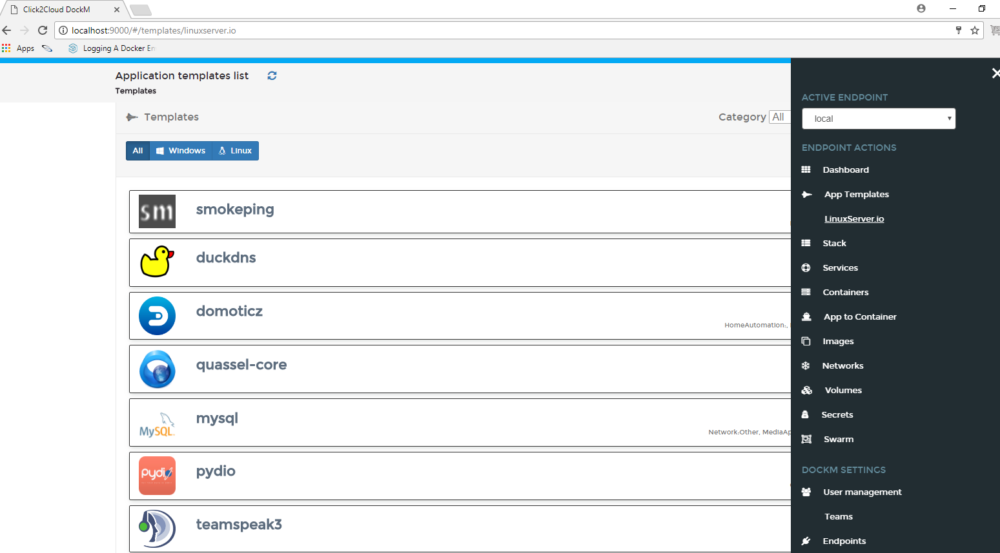 Click2Cloud DockM
localhost:9000/#/templates/linuxserver.io
Apps
Logging A Docker En
Application templates list
Templates
Templates
Category All
All Windows Linux
sm
smokeping
duckdns
domoticz
HomeAutomation:,
quassel-core
MySQL
mysql
Network:Other, MediaAp
pydio
pydio
teamspeak3
ACTIVE ENDPOINT
local
ENDPOINT ACTIONS
Dashboard
App Templates
LinuxServer.io
Stack
Services
Containers
App to Container
Images
Networks
Volumes
Secrets
Swarm
DOCKM SETTINGS
User management
Teams
Endpoints